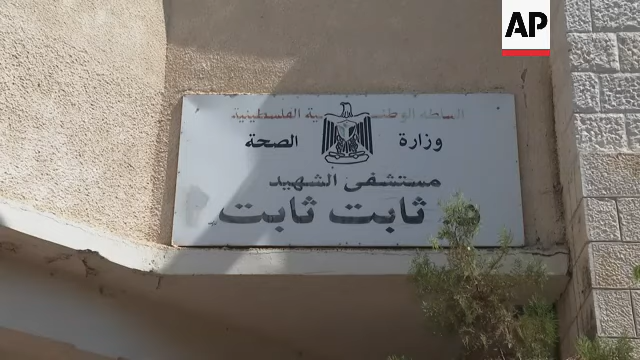 AP
السلطة الوطنية الفلسطينية
وزارة الصحة
مستشفى الشهيد
د. ثابت ثابت